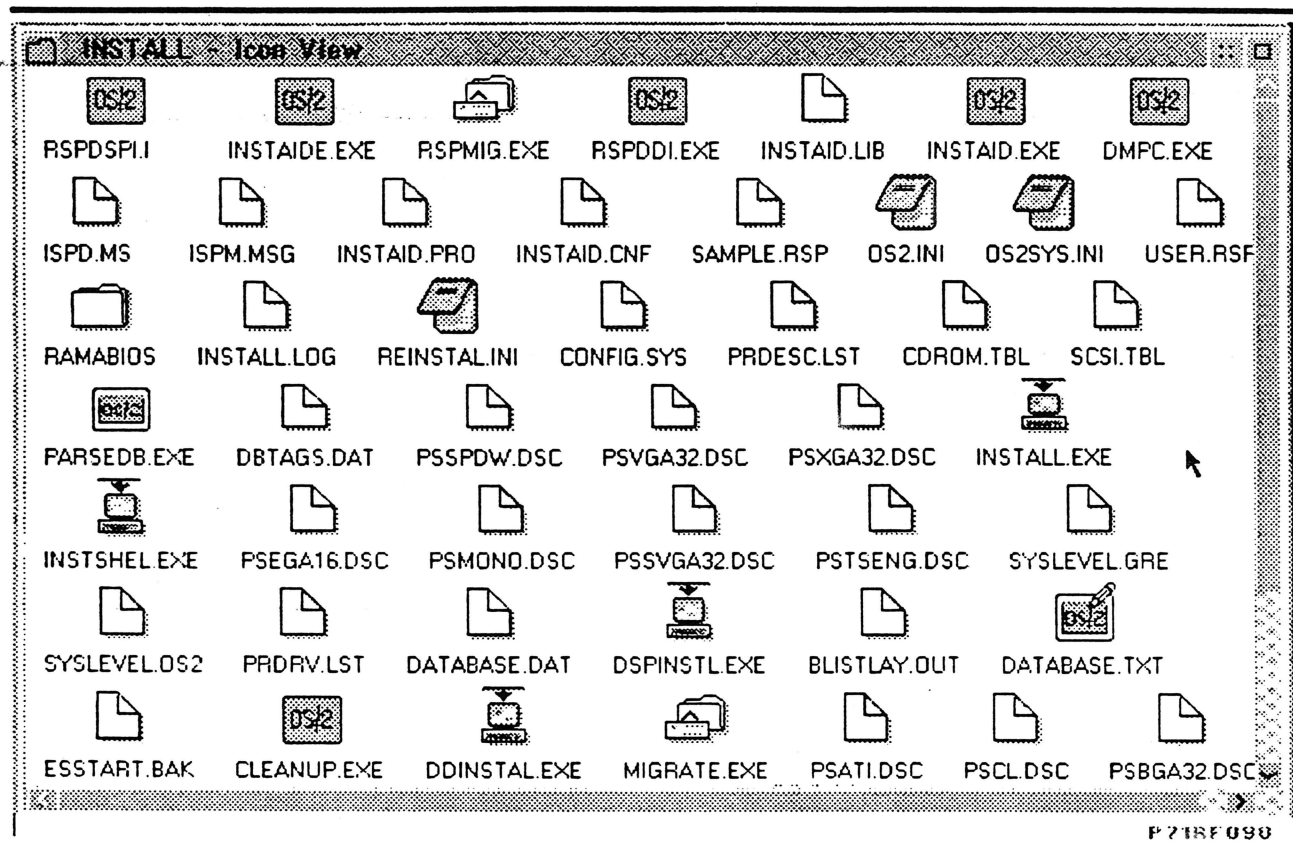 INSTALL - Icon View
OS/2 OS/2 OS/2 OS/2 OS/2
RSPDSPI.I INSTAIDE.EXE RSPMIG.EXE RSPDDI.EXE INSTAID.LIB INSTAID.EXE DMPC.EXE
ISPD.MS ISPM.MSG INSTAID.PRO INSTAID.CNF SAMPLE.RSP OS2.INI OS2SYS.INI USER.RSP
RAMABIOS INSTALL.LOG REINSTAL.INI CONFIG.SYS PRDESC.LST CDROM.TBL SCSI.TBL
OS/2
PARSEDB.EXE DBTAGS.DAT PSSPDW.DSC PSVGA32.DSC PSXGA32.DSC INSTALL.EXE
INSTSHEL.EXE PSEGA16.DSC PSMONO.DSC PSSVGA32.DSC PSTSENG.DSC SYSLEVEL.GRE
OS/2
SYSLEVEL.OS2 PRDRV.LST DATABASE.DAT DSPINSTL.EXE BLISTLAY.OUT DATABASE.TXT
OS/2
ESSTART.BAK CLEANUP.EXE DDINSTAL.EXE MIGRATE.EXE PSATI.DSC PSCL.DSC PSBGA32.DSC